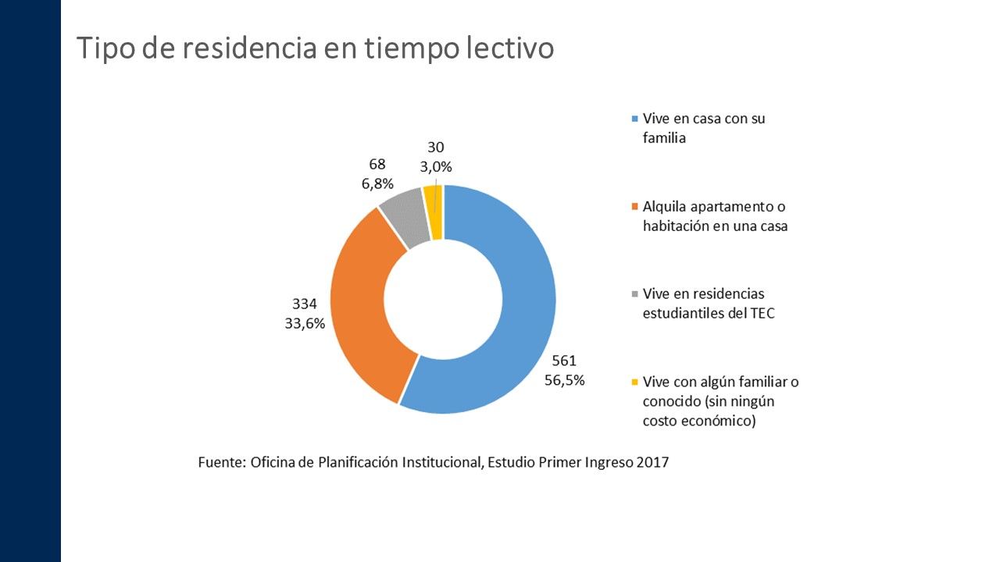 Tipo de residencia en tiempo lectivo
30
3,0%
68
6,8%
334
33,6%
561
56,5%
Vive en casa con su
familia
Alquila apartamento o
habitación en una casa
Vive en residencias
estudiantiles del TEC
Vive con algún familiar o
conocido (sin ningún
costo económico)
Fuente: Oficina de Planificación Institucional, Estudio Primer Ingreso 2017